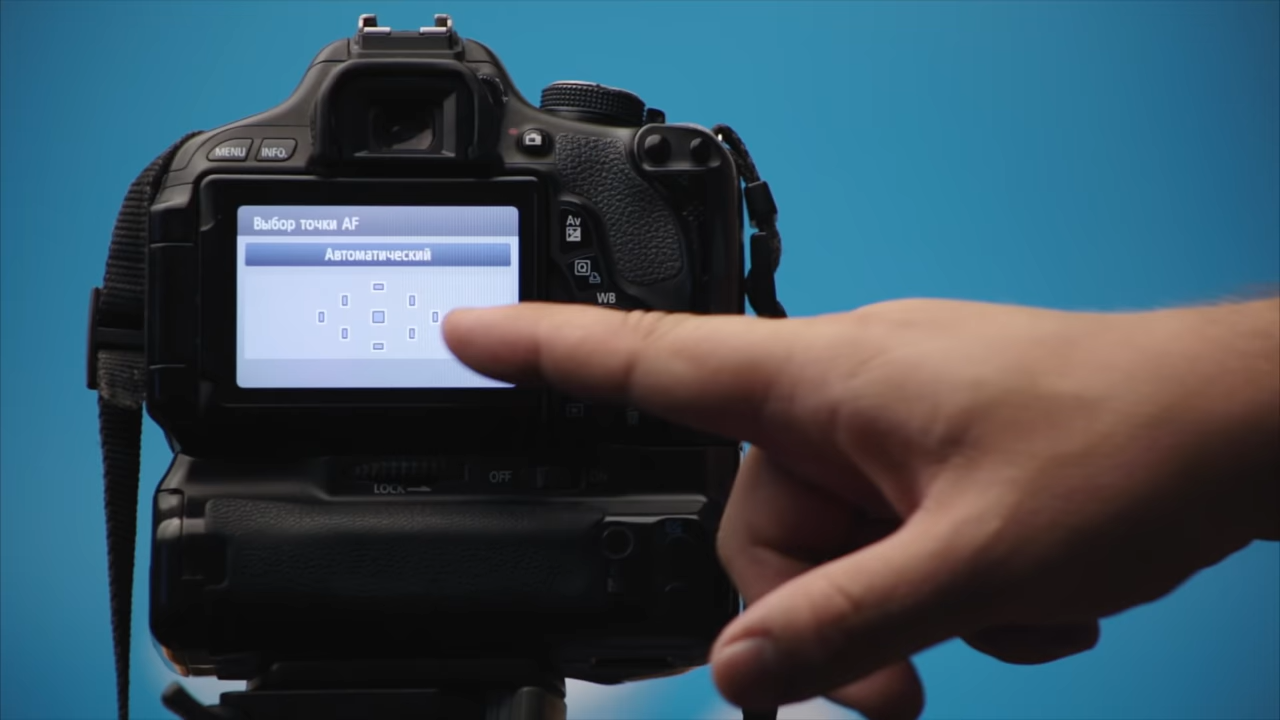 MENU INFO.
Выбор точки AF
Автоматический
Av
Q
WB
LOCK OFF ON